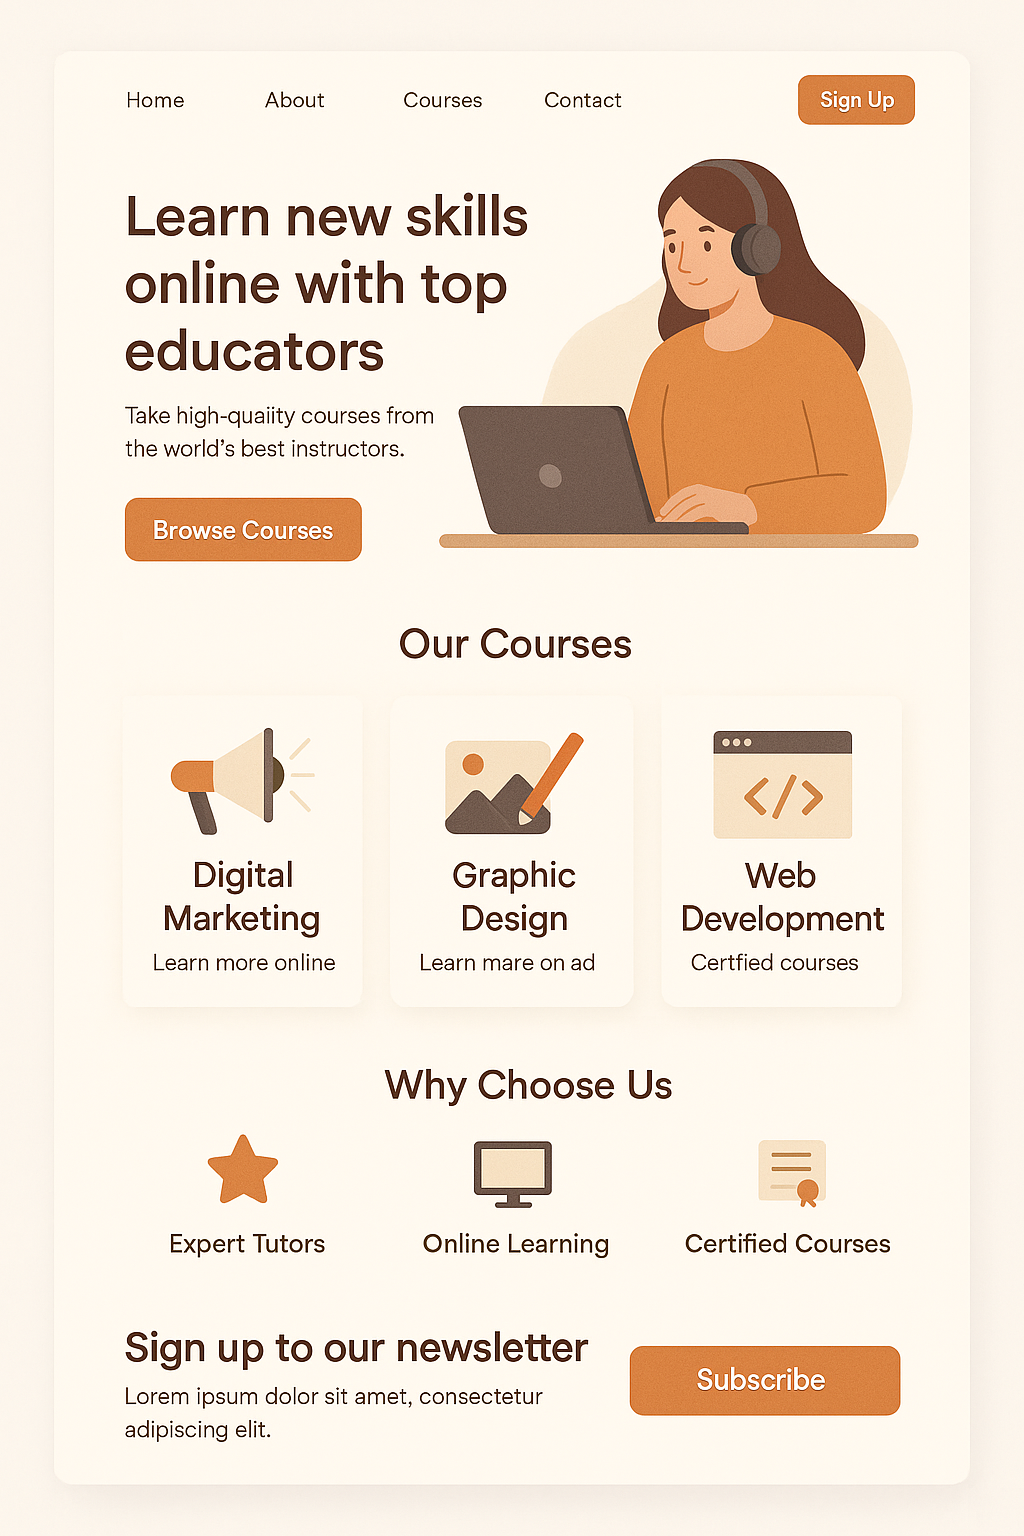 Home
About
Courses
Contact
Sign Up
Learn new skills
online with top
educators
Take high-quaiity courses from
the world's best instructors.
Browse Courses
Our Courses
Digital
Marketing
Learn more online
Graphic
Design
Learn mare on ad
Web
Development
Certfied courses
Why Choose Us
Expert Tutors
Online Learning
Certified Courses
Sign up to our newsletter
Lorem ipsum dolor sit amet, consectetur
adipiscing elit.
Subscribe